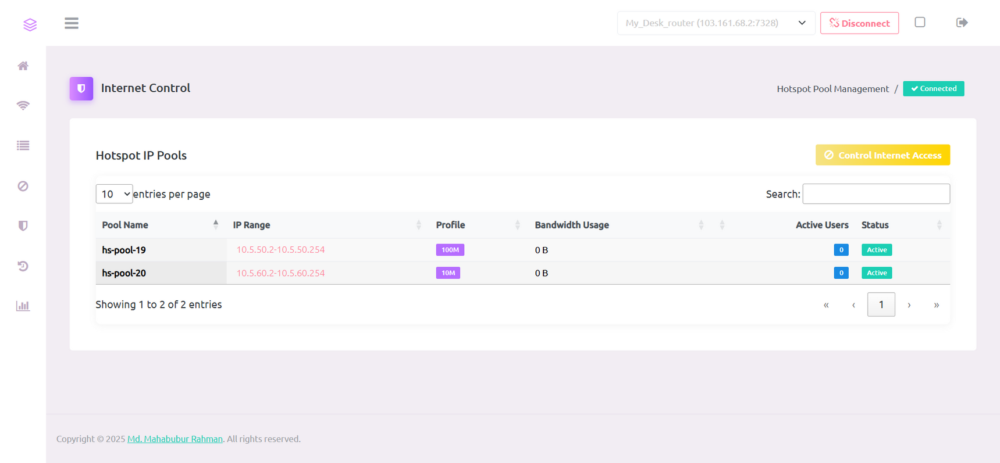 My_Desk_router (103.161.68.2:7328)
Disconnect
Internet Control
Hotspot Pool Management / Connected
Hotspot IP Pools
Control Internet Access
10 entries per page
Search:
Pool Name IP Range Profile Bandwidth Usage Active Users Status
hs-pool-19 10.5.50.2-10.5.50.254 100M 0 B 0 Active
hs-pool-20 10.5.60.2-10.5.60.254 10M 0 B 0 Active
Showing 1 to 2 of 2 entries
« ‹ 1 › »
Copyright © 2025 Md. Mahabubur Rahman. All rights reserved.